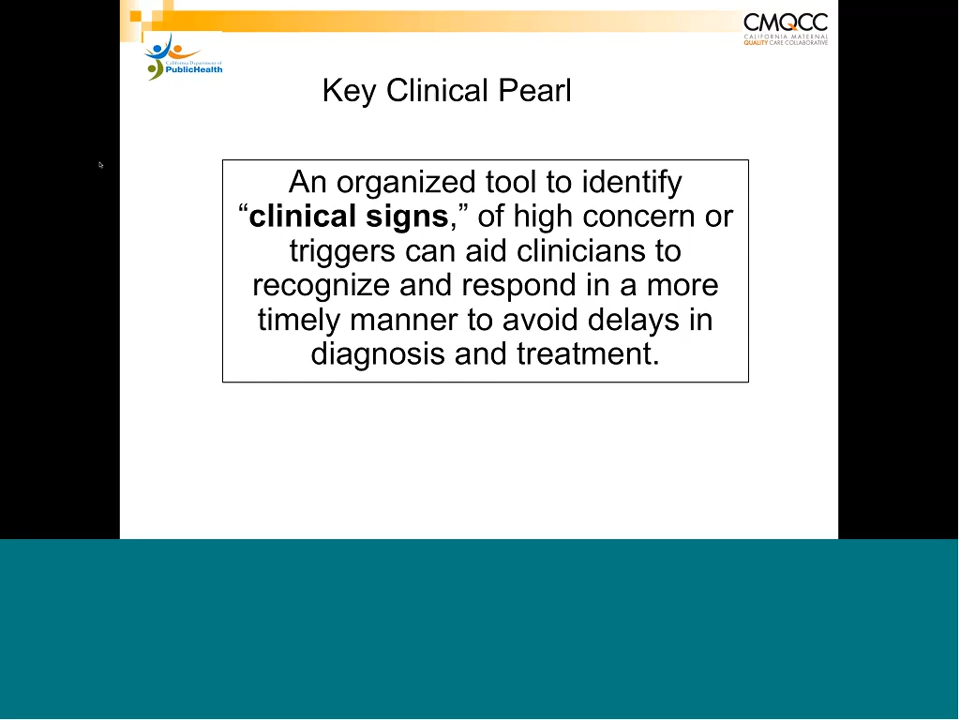 CMQCC
CALIFORNIA MATERNAL
QUALITY CARE COLLABORATIVE
California Department of
PublicHealth
Key Clinical Pearl
An organized tool to identify
“clinical signs,” of high concern or
triggers can aid clinicians to
recognize and respond in a more
timely manner to avoid delays in
diagnosis and treatment.